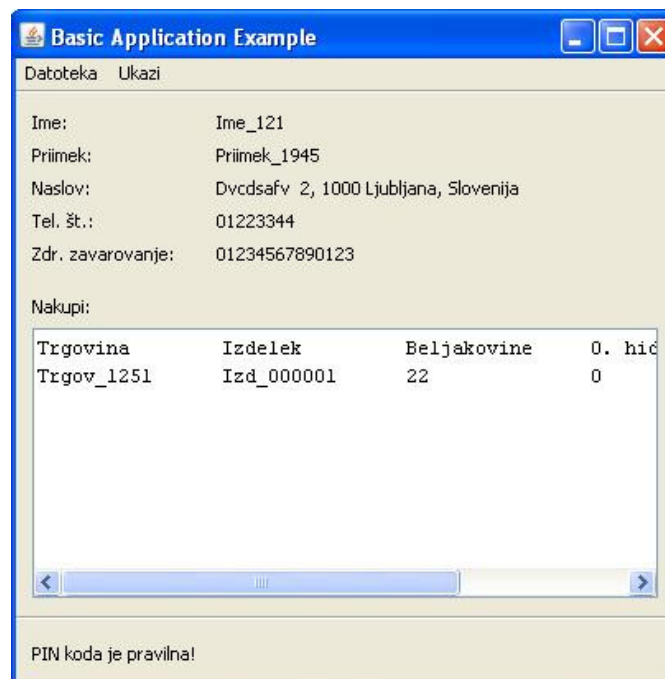 Basic Application Example
Datoteka Ukazi
Ime: Ime_121
Priimek: Priimek_1945
Naslov: Dvcdsafv 2, 1000 Ljubljana, Slovenija
Tel. št.: 01223344
Zdr. zavarovanje: 01234567890123
Nakupi:
Trgovina Izdelek Beljakovine O. hid
Trgov_1251 Izd_000001 22 0
PIN koda je pravilna!